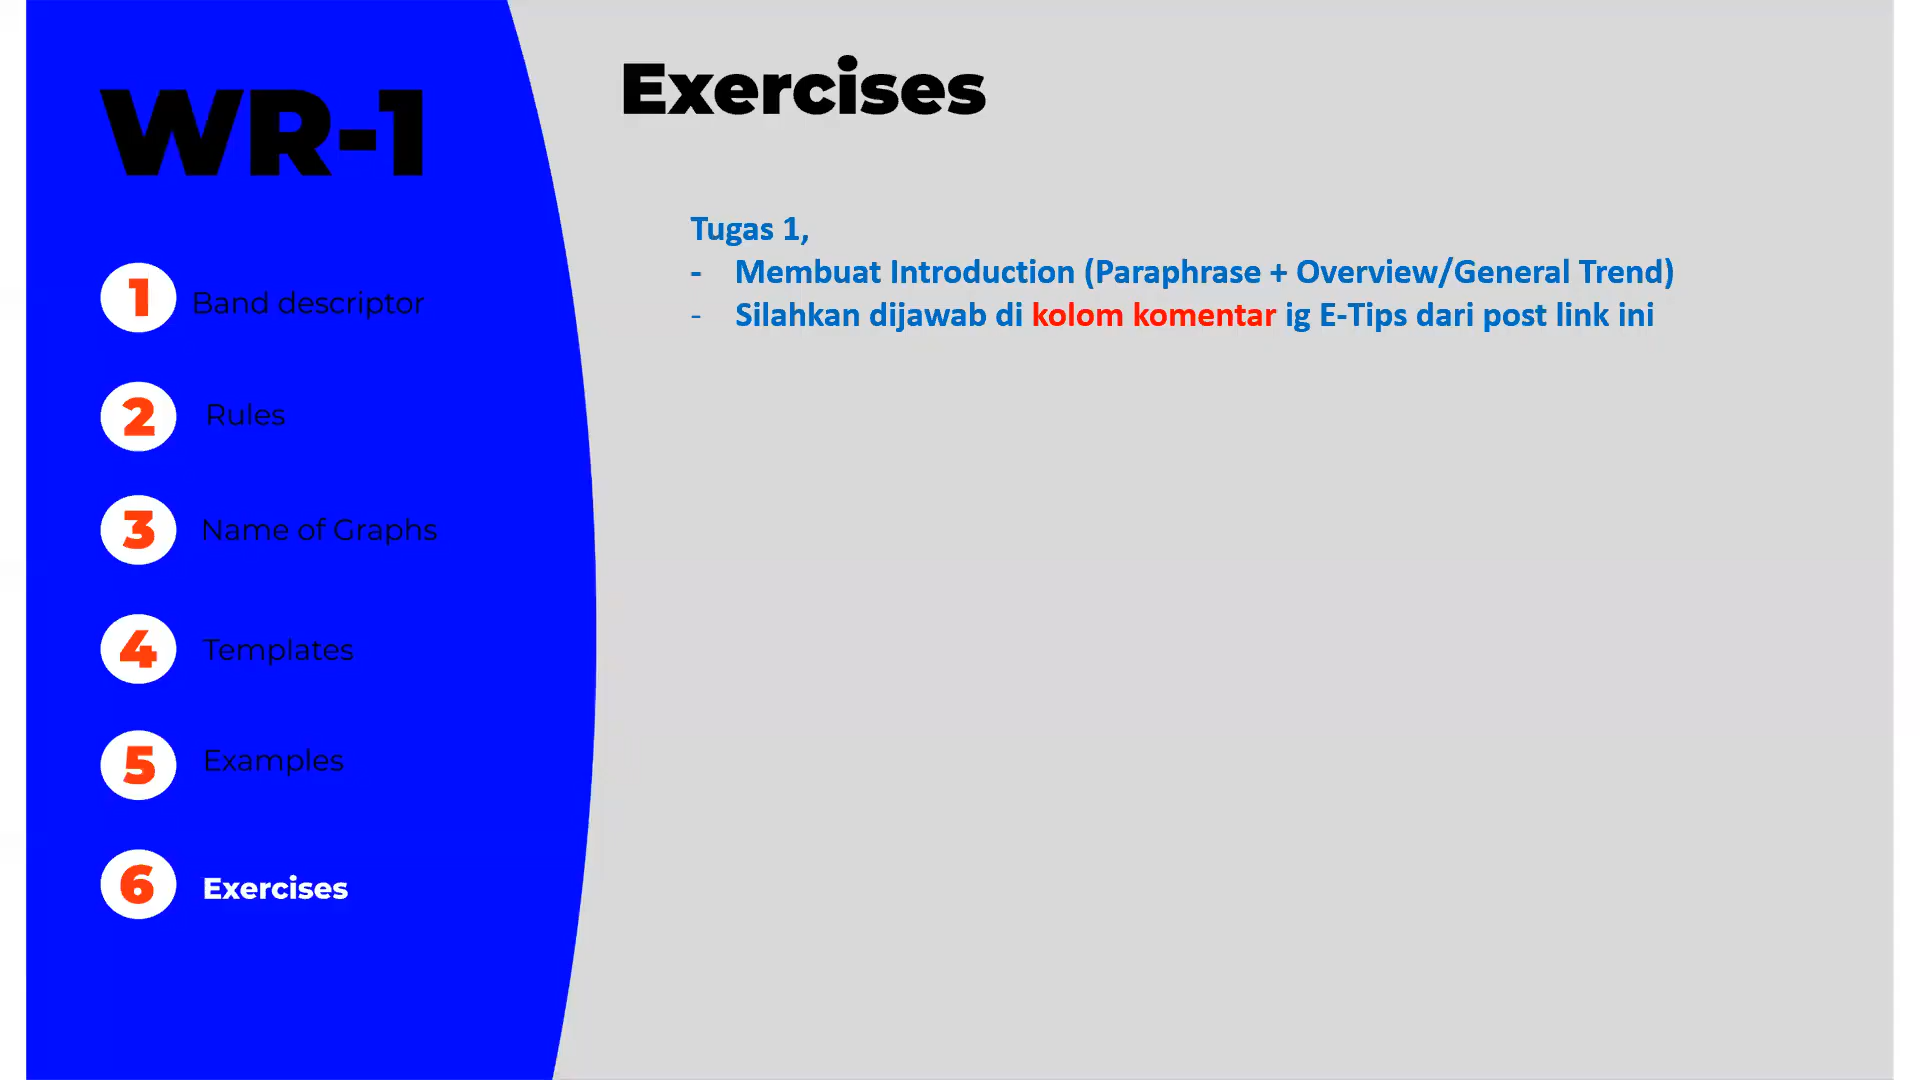 WR-1
1 Band descriptor
2 Rules
3 Name of Graphs
4 Templates
5 Examples
6 Exercises
Exercises
Tugas 1,
- Membuat Introduction (Paraphrase + Overview/General Trend)
- Silahkan dijawab di kolom komentar ig E-Tips dari post link ini